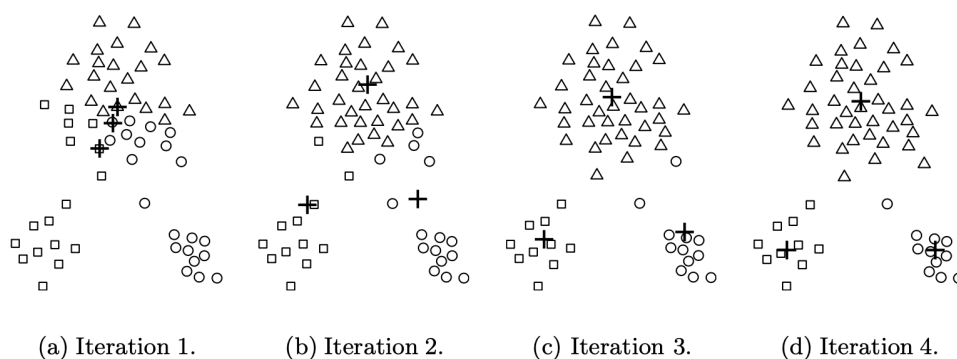 (a) Iteration 1.
(b) Iteration 2.
(c) Iteration 3.
(d) Iteration 4.